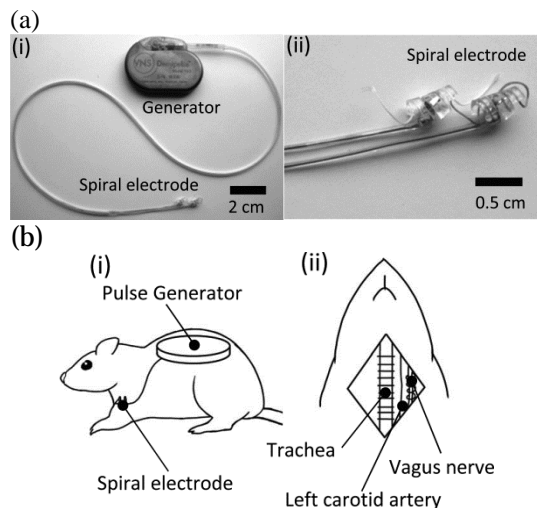 (a)
(i)
(ii)
Generator
Spiral electrode
2 cm
Spiral electrode
0.5 cm
(b)
(i)
(ii)
Pulse Generator
Spiral electrode
Trachea
Vagus nerve
Left carotid artery